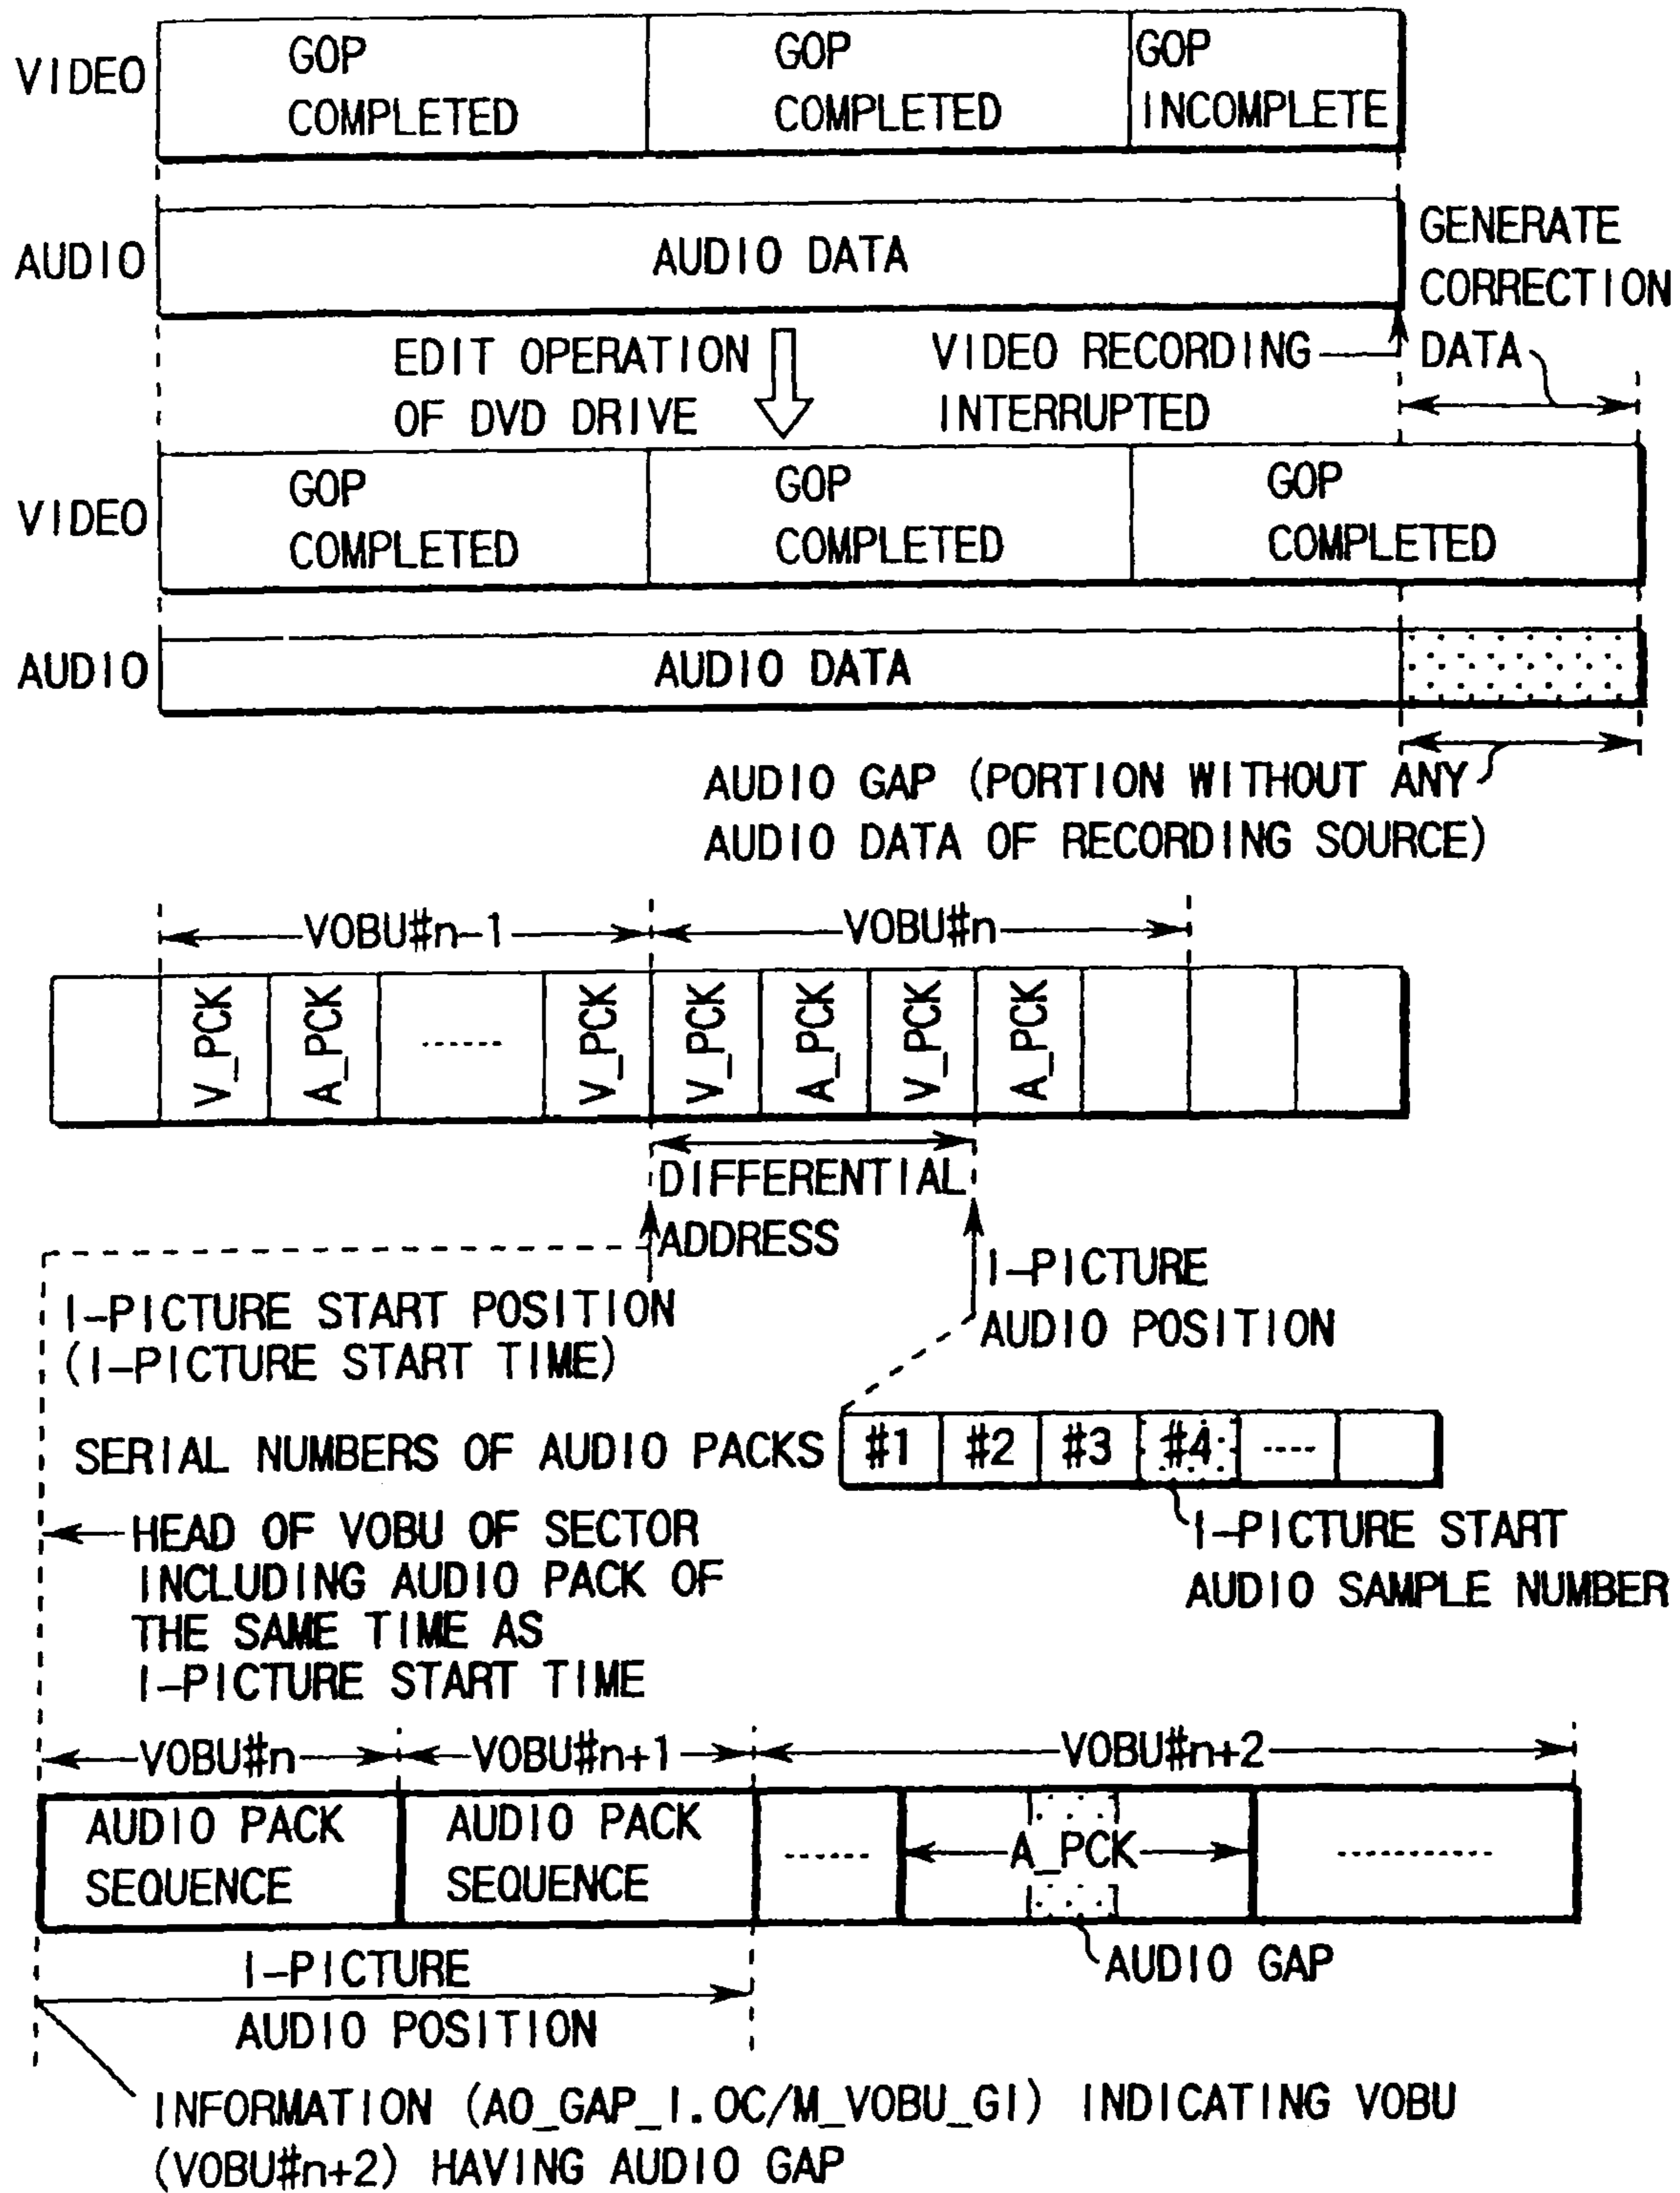 VIDEO
GOP
COMPLETED
GOP
COMPLETED
GOP
INCOMPLETE
AUDIO
AUDIO DATA
GENERATE
CORRECTION
DATA
EDIT OPERATION
OF DVD DRIVE
VIDEO RECORDING
INTERRUPTED
VIDEO
GOP
COMPLETED
GOP
COMPLETED
GOP
COMPLETED
AUDIO
AUDIO DATA
AUDIO GAP (PORTION WITHOUT ANY
AUDIO DATA OF RECORDING SOURCE)
VOBU#n-1
VOBU#n
V_PCK
A_PCK
V_PCK
V_PCK
A_PCK
V_PCK
A_PCK
DIFFERENTIAL
ADDRESS
I-PICTURE START POSITION
(I-PICTURE START TIME)
I-PICTURE
AUDIO POSITION
SERIAL NUMBERS OF AUDIO PACKS
#1
#2
#3
#4
I-PICTURE START
AUDIO SAMPLE NUMBER
HEAD OF VOBU OF SECTOR
INCLUDING AUDIO PACK OF
THE SAME TIME AS
I-PICTURE START TIME
VOBU#n
VOBU#n+1
VOBU#n+2
AUDIO PACK
SEQUENCE
AUDIO PACK
SEQUENCE
A_PCK
AUDIO GAP
I-PICTURE
AUDIO POSITION
INFORMATION (A0_GAP_I.OC/M_VOBU_GI) INDICATING VOBU
(VOBU#n+2) HAVING AUDIO GAP